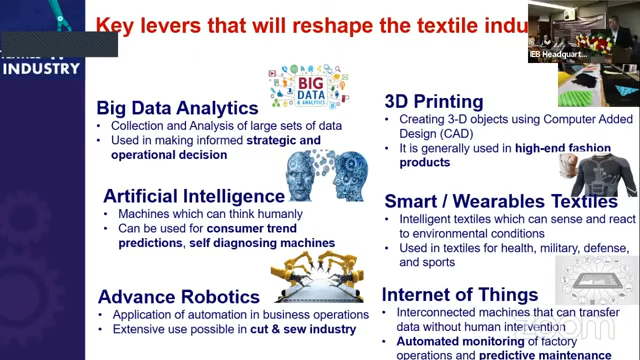 Key levers that will reshape the textile indu
INDUSTRY
IEB Headquart...
BIG
DATA
& ANALYTICS
Big Data Analytics
• Collection and Analysis of large sets of data
• Used in making informed strategic and
operational decision
Artificial Intelligence
• Machines which can think humanly
• Can be used for consumer trend
predictions, self diagnosing machines
Advance Robotics
• Application of automation in business operations
• Extensive use possible in cut & sew industry
3D Printing
• Creating 3-D objects using Computer Added
Design (CAD)
• It is generally used in high-end fashion
products
Smart / Wearables Textiles
• Intelligent textiles which can sense and react
to environmental conditions
• Used in textiles for health, military, defense,
and sports
Internet of Things
• Interconnected machines that can transfer
data without human intervention
• Automated monitoring of factory
operations and predictive maintenance
zoom